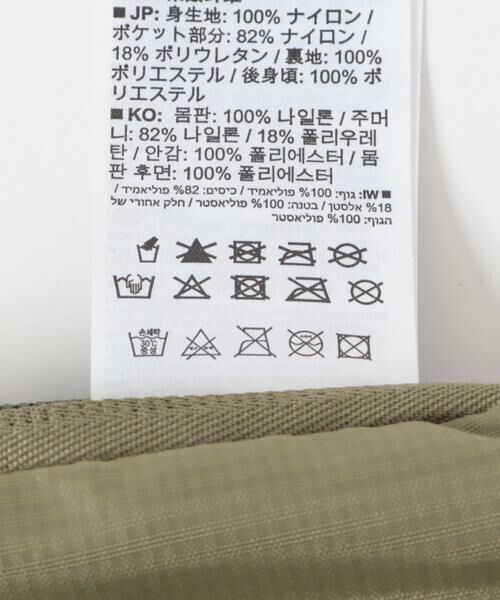 ■ JP: 身生地: 100% ナイロン /
ポケット部分: 82% ナイロン /
18% ポリウレタン / 裏地: 100%
ポリエステル / 後身頃: 100% ポ
リエステル
■ KO: 몸판: 100% 나일론 / 주머
니: 82% 나일론 / 18% 폴리우레
탄 / 안감: 100% 폴리에스터 / 몸
판 후면: 100% 폴리에스터
■ IW: גוף: 100% פוליאמיד / כיסים: 82% פוליאמיד /
18% אלסטן / בטנה: 100% פוליאסטר / חלק אחורי של
הגוף: 100% פוליאסטר
손세탁
30℃
중성